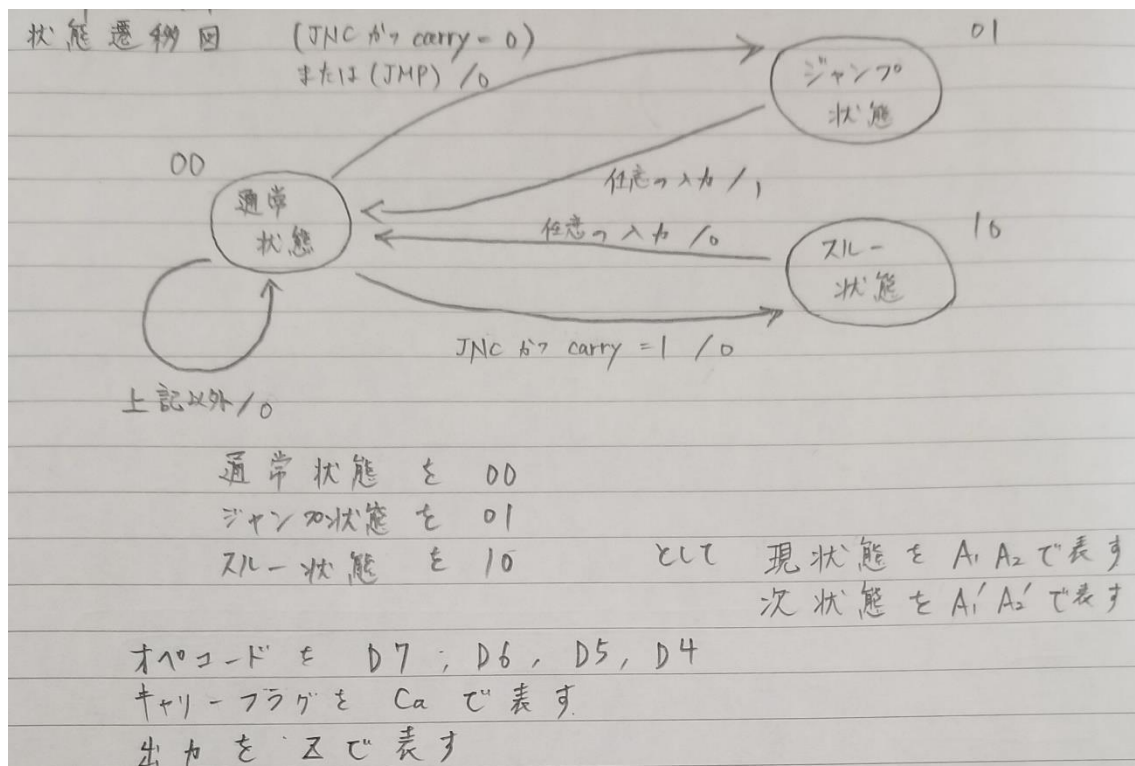 状態遷移図 (JNC かつ carry = 0)
または (JMP) /0
01
ジャンプ
状態
00
通常
状態
任意の入力 /1
任意の入力 /0
10
スルー
状態
JNC かつ carry = 1 /0
上記以外 /0
通常状態を 00
ジャンプ状態を 01
スルー状態を 10 として 現状態を A1 A2 で表す
次状態を A1' A2' で表す
オペコードを D7, D6, D5, D4
キャリーフラグを Ca で表す
出力を Z で表す